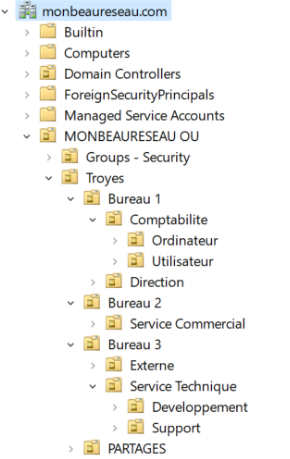 monbeaureseau.com
Builtin
Computers
Domain Controllers
ForeignSecurityPrincipals
Managed Service Accounts
MONBEAURESEAU OU
Groups - Security
Troyes
Bureau 1
Comptabilite
Ordinateur
Utilisateur
Direction
Bureau 2
Service Commercial
Bureau 3
Externe
Service Technique
Developpement
Support
PARTAGES